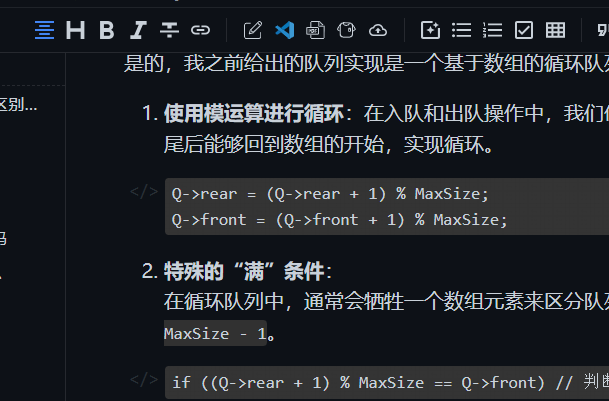 H B I
是的，我之前给出的队列实现是一个基于数组的循环队
区别...
1. 使用模运算进行循环：在入队和出队操作中，我们
尾后能够回到数组的开始，实现循环。
</> Q->rear = (Q->rear + 1) % MaxSize;
Q->front = (Q->front + 1) % MaxSize;
2. 特殊的“满”条件：
在循环队列中，通常会牺牲一个数组元素来区分队
MaxSize - 1。
</> if ((Q->rear + 1) % MaxSize == Q->front) // 判断